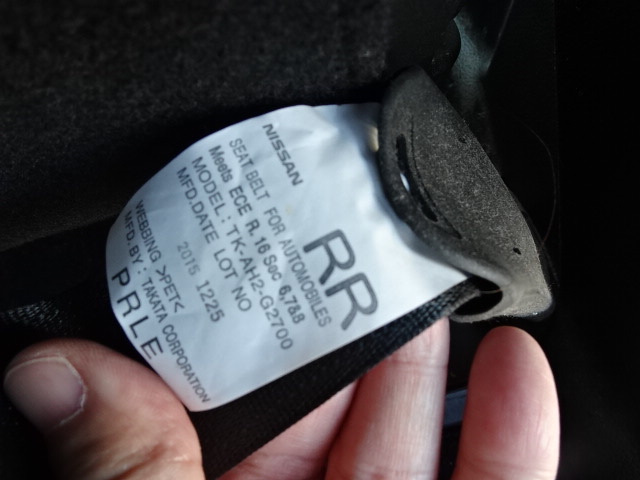 NISSAN
SEAT BELT FOR AUTOMOBILES
Meets ECE R. 16 Sec 6,7&8
MODEL : TK-AH2-G2700
MFD.DATE LOT NO
2015 1225
WEBBING >PET<
MFD.BY : TAKATA CORPORATION
PRLE
RR